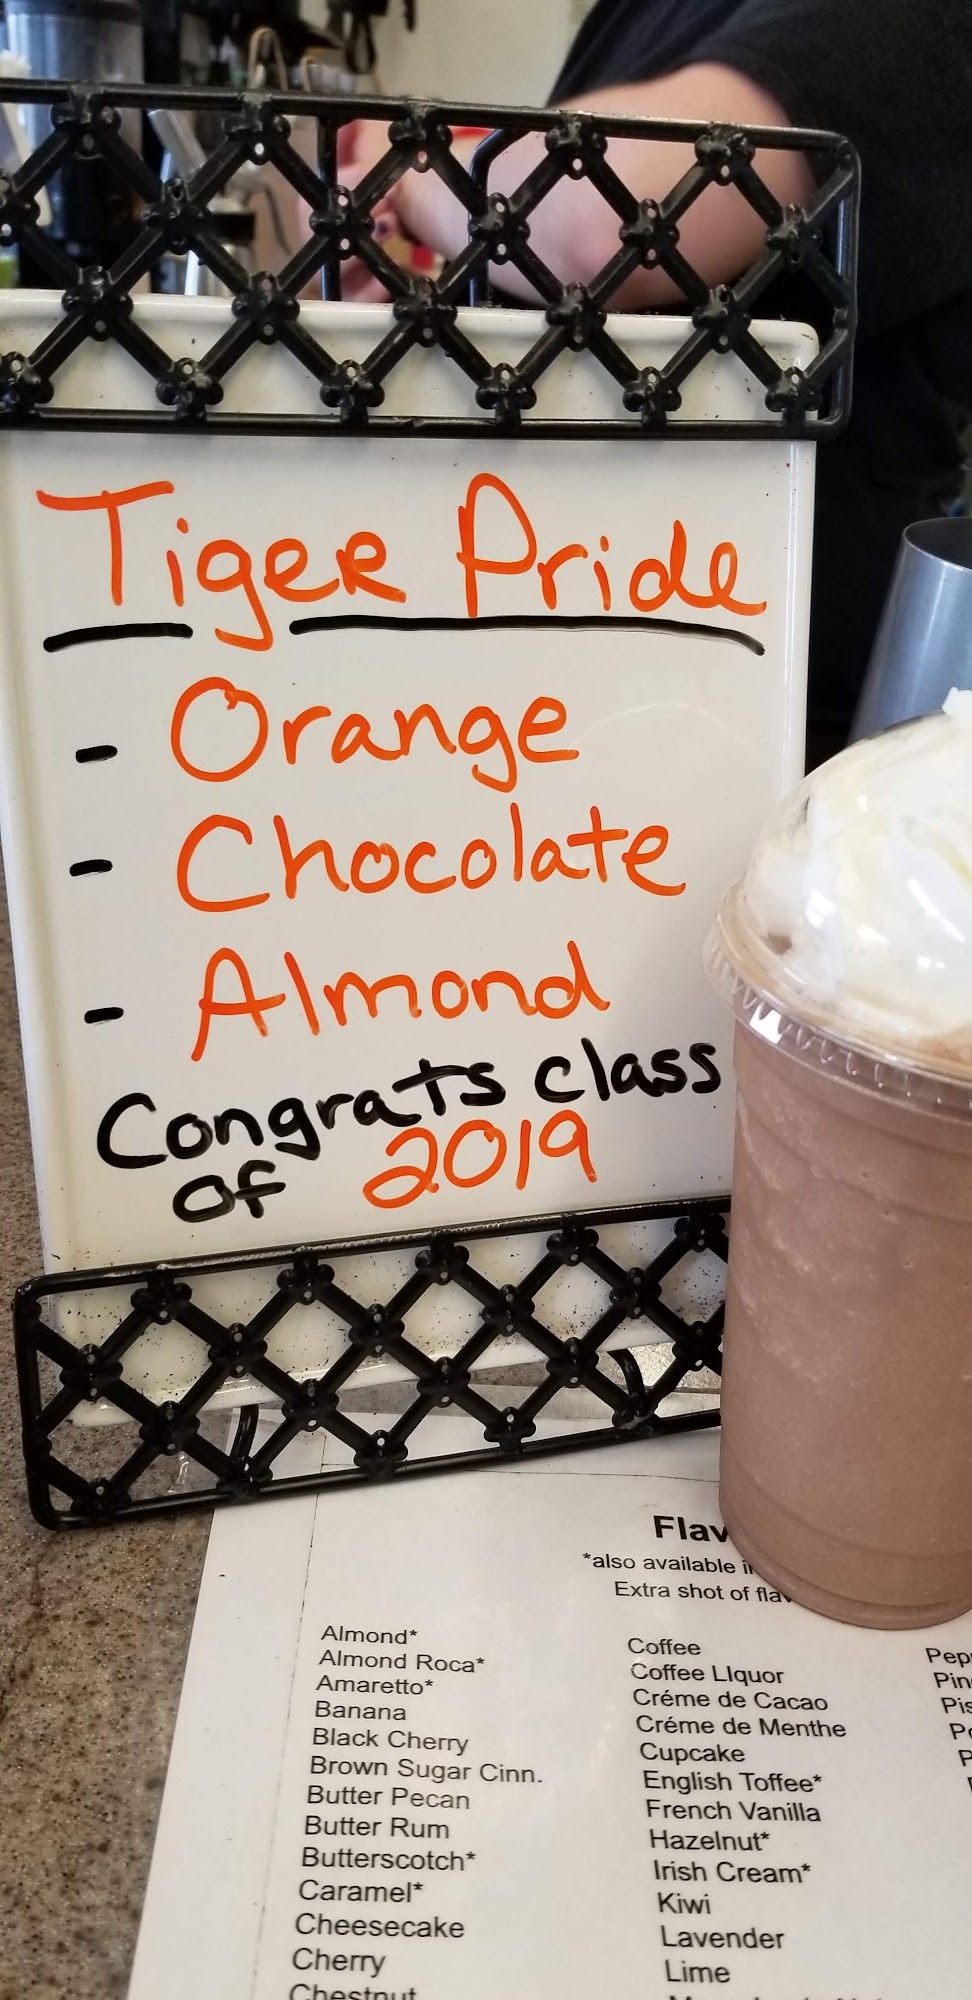 Tiger Pride
- Orange
- Chocolate
- Almond
Congrats class
of 2019
*also available
Extra shot of
Almond*
Almond Roca*
Amaretto*
Banana
Black Cherry
Brown Sugar Cinn.
Butter Pecan
Butter Rum
Butterscotch*
Caramel*
Cheesecake
Cherry
Chestnut
Coffee
Coffee LIquor
Créme de Cacao
Créme de Menthe
Cupcake
English Toffee*
French Vanilla
Hazelnut*
Irish Cream*
Kiwi
Lavender
Lime